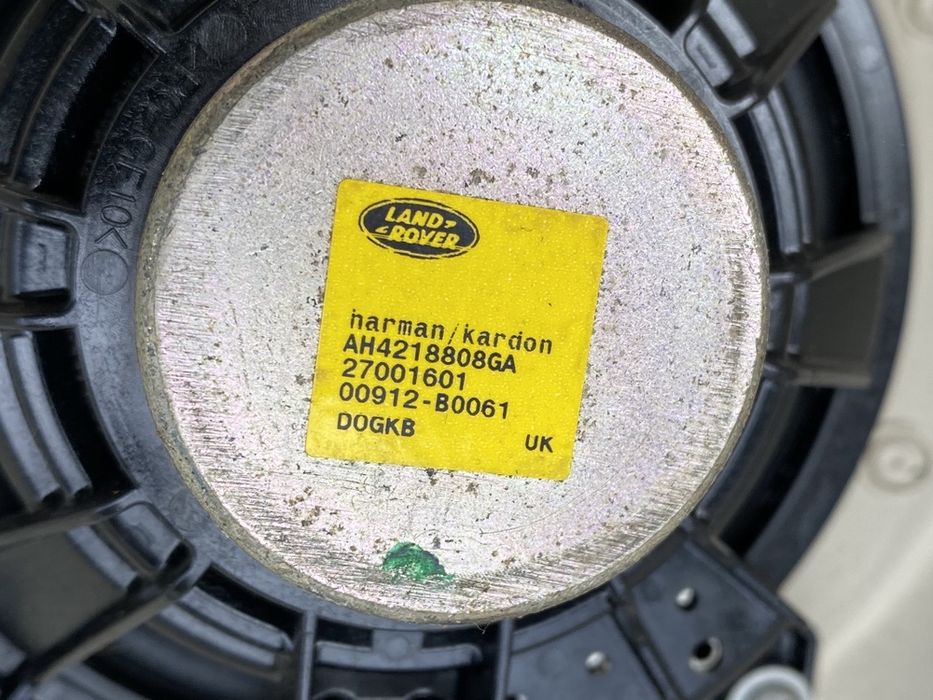 LAND
ROVER
harman/kardon
AH4218808GA
27001601
00912-B0061
DOGKB UK